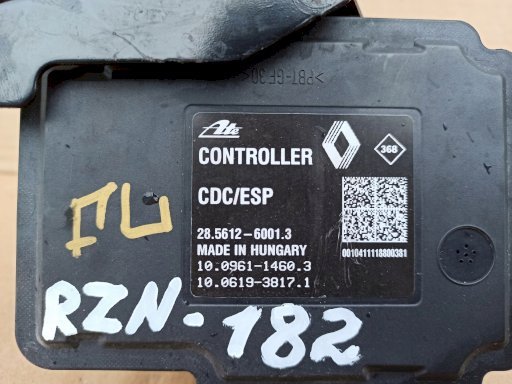 >PBT-GF30<
Ate
368
CONTROLLER
CDC/ESP
28.5612-6001.3
MADE IN HUNGARY
10.0961-1460.3
10.0619-3817.1
0010411118800381
RZN-182